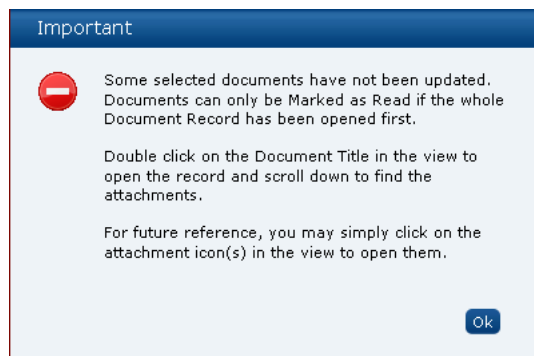 Important
Some selected documents have not been updated.
Documents can only be Marked as Read if the whole
Document Record has been opened first.
Double click on the Document Title in the view to
open the record and scroll down to find the
attachments.
For future reference, you may simply click on the
attachment icon(s) in the view to open them.
Ok